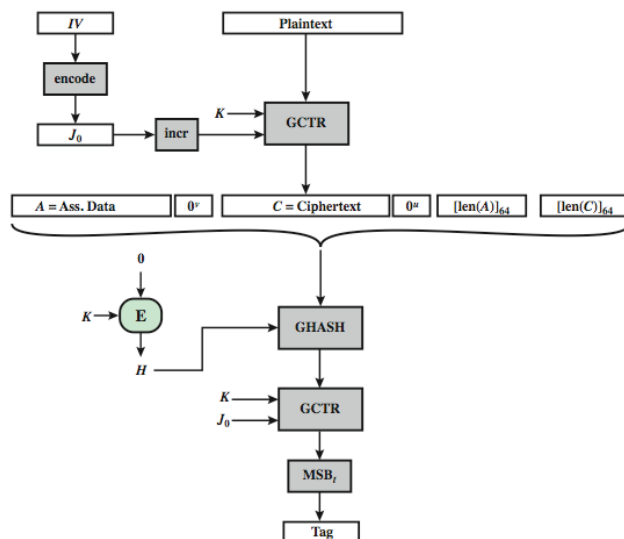 IV
Plaintext
encode
K
GCTR
J₀
incr
A = Ass. Data
0ᵛ
C = Ciphertext
0ᵘ
[len(A)]₆₄
[len(C)]₆₄
0
K
E
GHASH
H
K
GCTR
J₀
MSBₜ
Tag